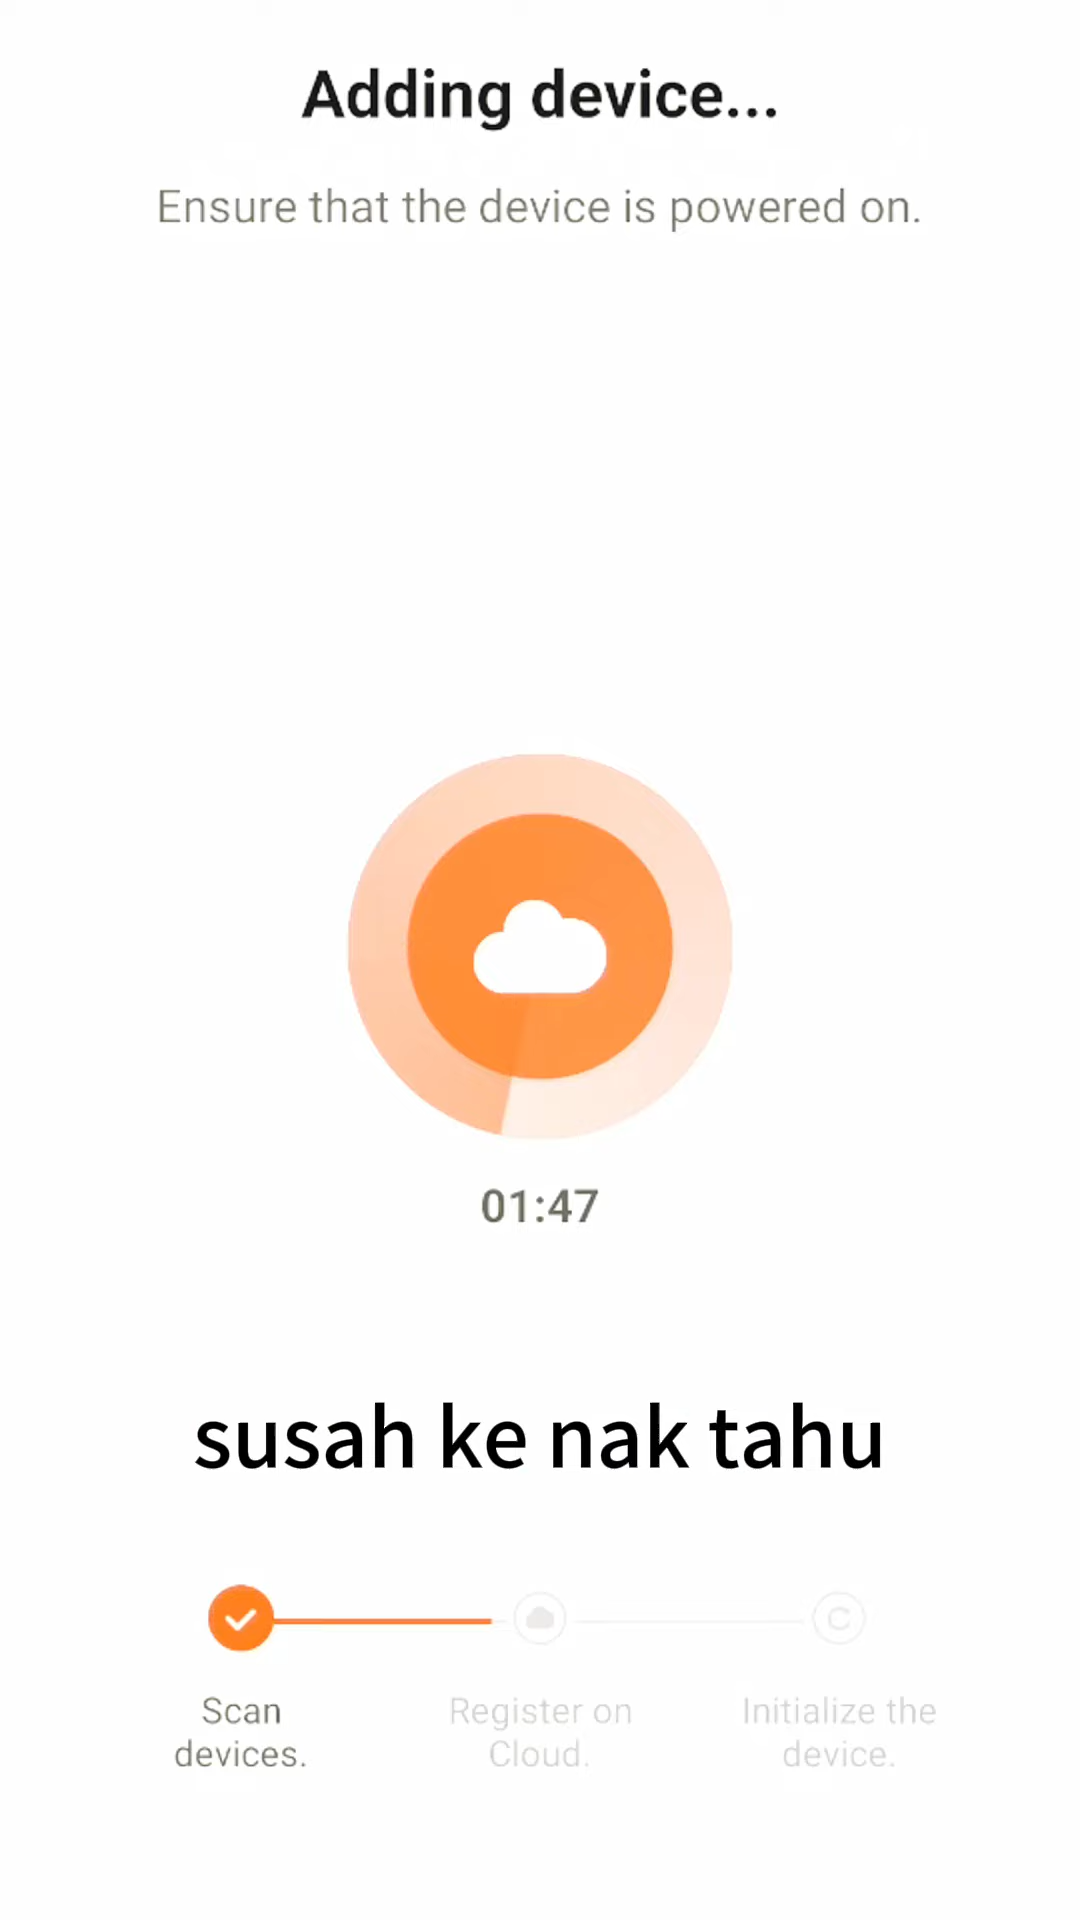 Adding device...
Ensure that the device is powered on.
01:47
susah ke nak tahu
Scan
devices.
Register on
Cloud.
Initialize the
device.